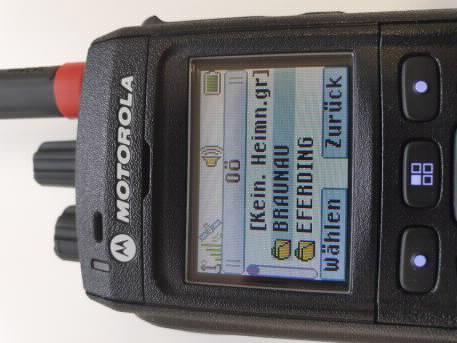 MOTOROLA
OÖ
[Kein. Heimn.gr]
BRAUNAU
EFERDING
Wählen Zurück